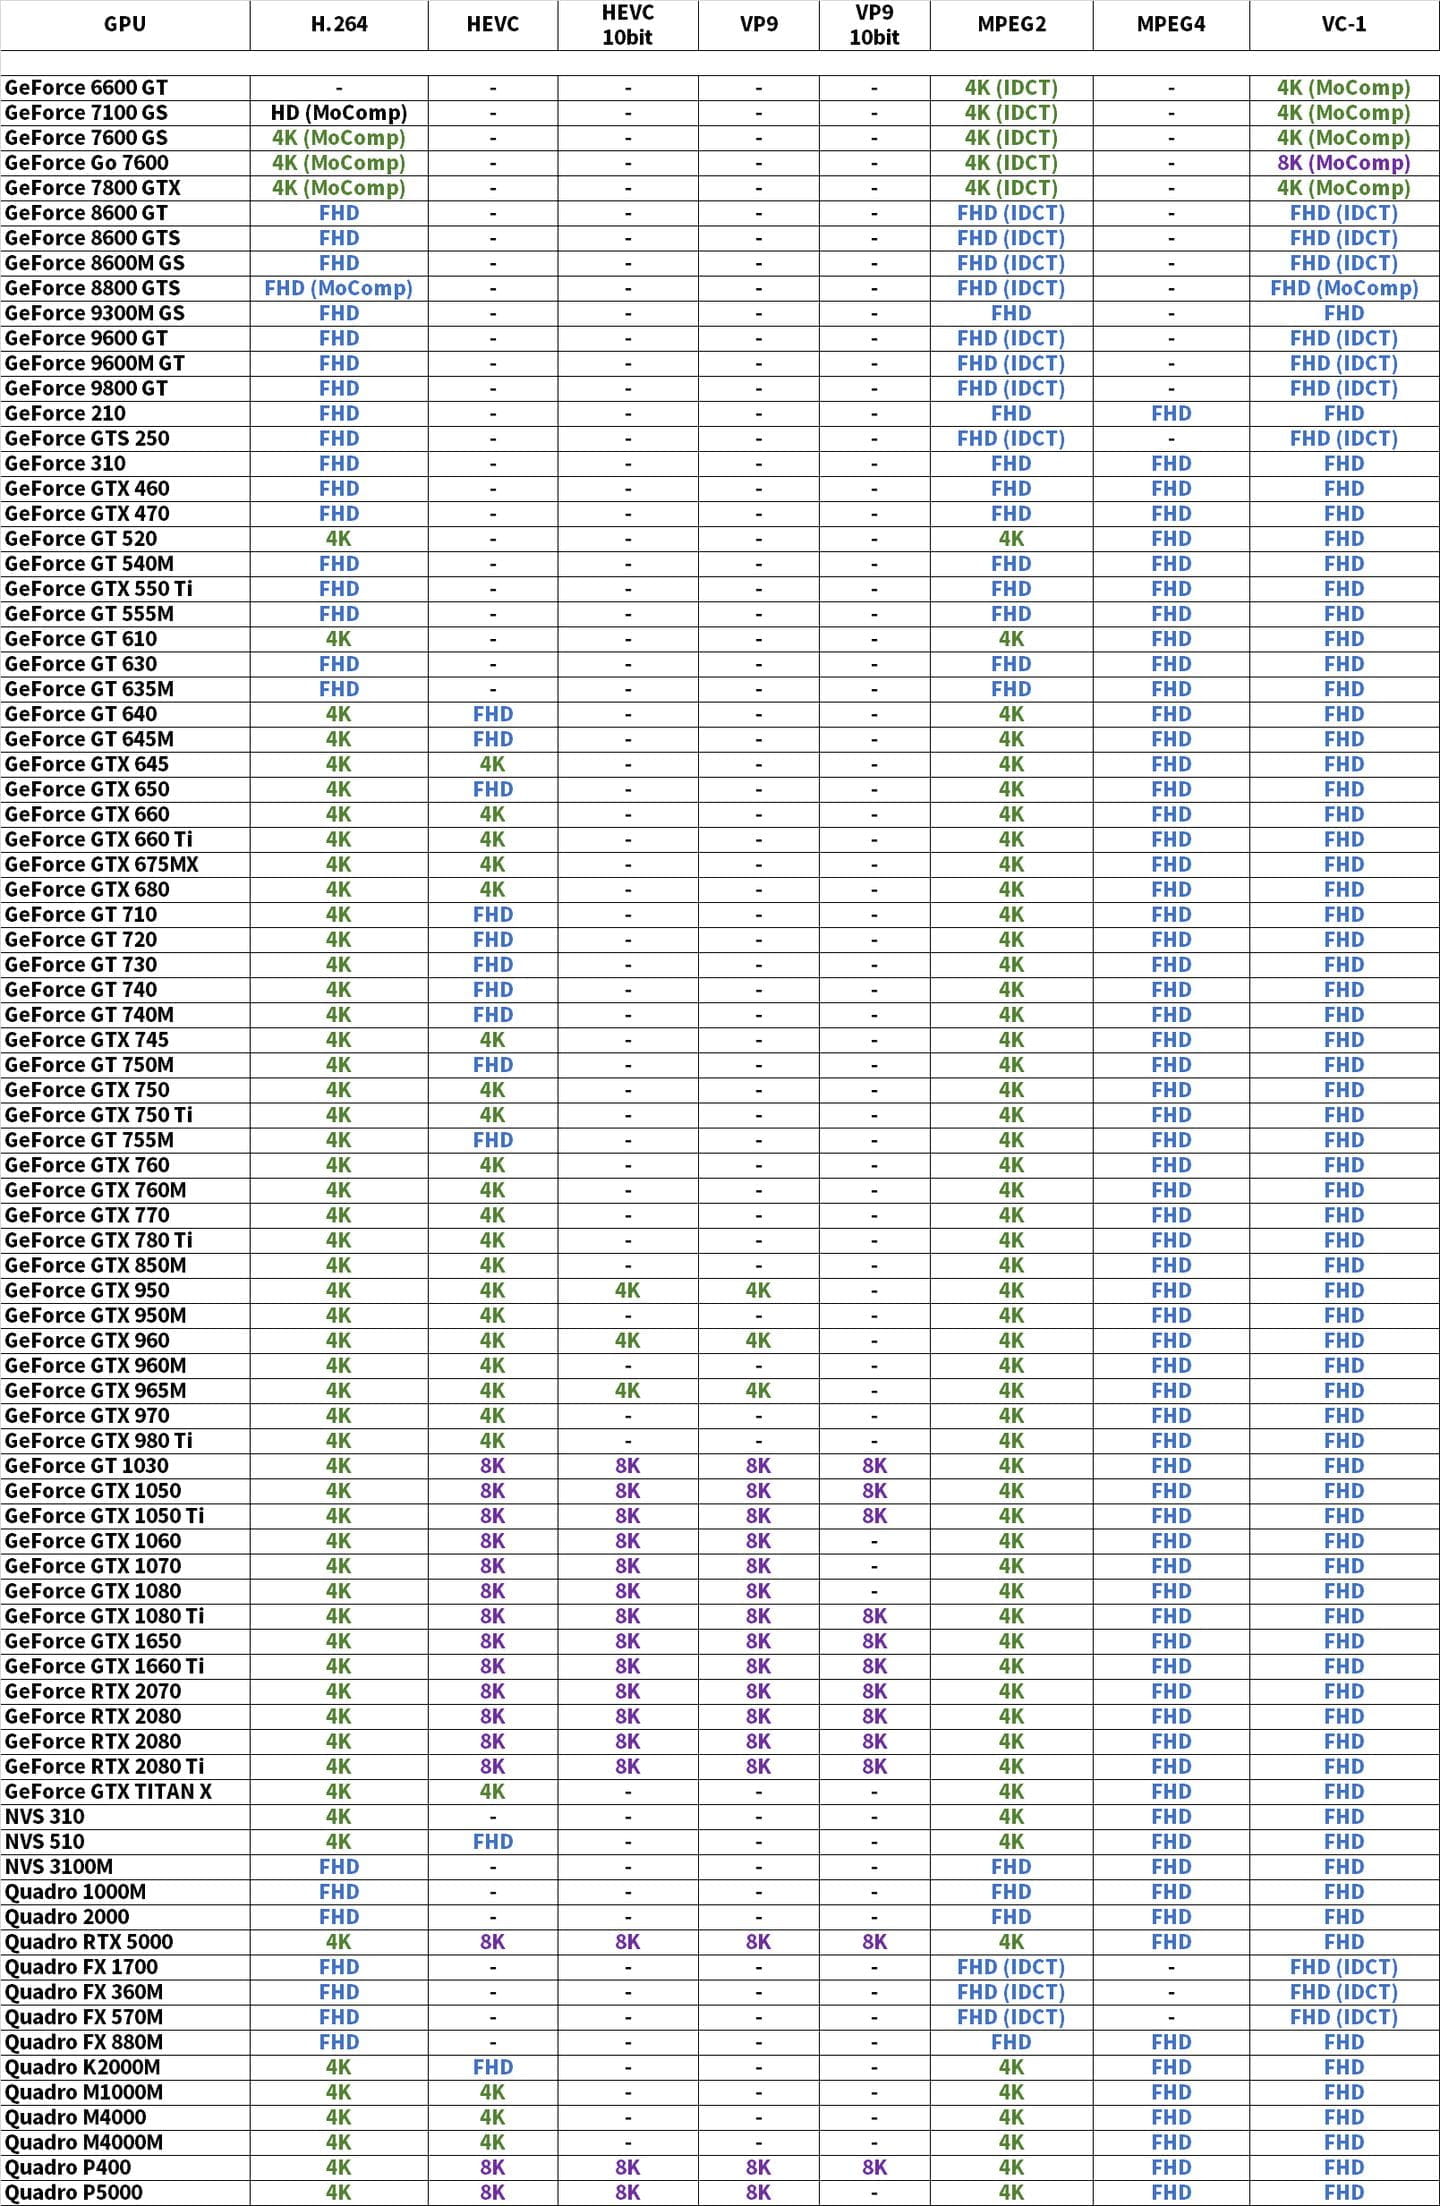 GPU H.264 HEVC HEVC 10bit VP9 VP9 10bit MPEG2 MPEG4 VC-1
GeForce 6600 GT - - - - - 4K (IDCT) - 4K (MoComp)
GeForce 7100 GS HD (MoComp) - - - - 4K (IDCT) - 4K (MoComp)
GeForce 7600 GS 4K (MoComp) - - - - 4K (IDCT) - 4K (MoComp)
GeForce Go 7600 4K (MoComp) - - - - 4K (IDCT) - 8K (MoComp)
GeForce 7800 GTX 4K (MoComp) - - - - 4K (IDCT) - 4K (MoComp)
GeForce 8600 GT FHD - - - - FHD (IDCT) - FHD (IDCT)
GeForce 8600 GTS FHD - - - - FHD (IDCT) - FHD (IDCT)
GeForce 8600M GS FHD - - - - FHD (IDCT) - FHD (IDCT)
GeForce 8800 GTS FHD (MoComp) - - - - FHD (IDCT) - FHD (MoComp)
GeForce 9300M GS FHD - - - - FHD - FHD
GeForce 9600 GT FHD - - - - FHD (IDCT) - FHD (IDCT)
GeForce 9600M GT FHD - - - - FHD (IDCT) - FHD (IDCT)
GeForce 9800 GT FHD - - - - FHD (IDCT) - FHD (IDCT)
GeForce 210 FHD - - - - FHD FHD FHD
GeForce GTS 250 FHD - - - - FHD (IDCT) - FHD (IDCT)
GeForce 310 FHD - - - - FHD FHD FHD
GeForce GTX 460 FHD - - - - FHD FHD FHD
GeForce GTX 470 FHD - - - - FHD FHD FHD
GeForce GT 520 4K - - - - 4K FHD FHD
GeForce GT 540M FHD - - - - FHD FHD FHD
GeForce GTX 550 Ti FHD - - - - FHD FHD FHD
GeForce GT 555M FHD - - - - FHD FHD FHD
GeForce GT 610 4K - - - - 4K FHD FHD
GeForce GT 630 FHD - - - - FHD FHD FHD
GeForce GT 635M FHD - - - - FHD FHD FHD
GeForce GT 640 4K FHD - - - 4K FHD FHD
GeForce GT 645M 4K FHD - - - 4K FHD FHD
GeForce GTX 645 4K 4K - - - 4K FHD FHD
GeForce GTX 650 4K FHD - - - 4K FHD FHD
GeForce GTX 660 4K 4K - - - 4K FHD FHD
GeForce GTX 660 Ti 4K 4K - - - 4K FHD FHD
GeForce GTX 675MX 4K 4K - - - 4K FHD FHD
GeForce GTX 680 4K 4K - - - 4K FHD FHD
GeForce GT 710 4K FHD - - - 4K FHD FHD
GeForce GT 720 4K FHD - - - 4K FHD FHD
GeForce GT 730 4K FHD - - - 4K FHD FHD
GeForce GT 740 4K FHD - - - 4K FHD FHD
GeForce GT 740M 4K FHD - - - 4K FHD FHD
GeForce GTX 745 4K 4K - - - 4K FHD FHD
GeForce GT 750M 4K FHD - - - 4K FHD FHD
GeForce GTX 750 4K 4K - - - 4K FHD FHD
GeForce GTX 750 Ti 4K 4K - - - 4K FHD FHD
GeForce GT 755M 4K FHD - - - 4K FHD FHD
GeForce GTX 760 4K 4K - - - 4K FHD FHD
GeForce GTX 760M 4K 4K - - - 4K FHD FHD
GeForce GTX 770 4K 4K - - - 4K FHD FHD
GeForce GTX 780 Ti 4K 4K - - - 4K FHD FHD
GeForce GTX 850M 4K 4K - - - 4K FHD FHD
GeForce GTX 950 4K 4K 4K 4K - 4K FHD FHD
GeForce GTX 950M 4K 4K - - - 4K FHD FHD
GeForce GTX 960 4K 4K 4K 4K - 4K FHD FHD
GeForce GTX 960M 4K 4K - - - 4K FHD FHD
GeForce GTX 965M 4K 4K 4K 4K - 4K FHD FHD
GeForce GTX 970 4K 4K - - - 4K FHD FHD
GeForce GTX 980 Ti 4K 4K - - - 4K FHD FHD
GeForce GT 1030 4K 8K 8K 8K 8K 4K FHD FHD
GeForce GTX 1050 4K 8K 8K 8K 8K 4K FHD FHD
GeForce GTX 1050 Ti 4K 8K 8K 8K 8K 4K FHD FHD
GeForce GTX 1060 4K 8K 8K 8K - 4K FHD FHD
GeForce GTX 1070 4K 8K 8K 8K - 4K FHD FHD
GeForce GTX 1080 4K 8K 8K 8K - 4K FHD FHD
GeForce GTX 1080 Ti 4K 8K 8K 8K 8K 4K FHD FHD
GeForce GTX 1650 4K 8K 8K 8K 8K 4K FHD FHD
GeForce GTX 1660 Ti 4K 8K 8K 8K 8K 4K FHD FHD
GeForce RTX 2070 4K 8K 8K 8K 8K 4K FHD FHD
GeForce RTX 2080 4K 8K 8K 8K 8K 4K FHD FHD
GeForce RTX 2080 4K 8K 8K 8K 8K 4K FHD FHD
GeForce RTX 2080 Ti 4K 8K 8K 8K 8K 4K FHD FHD
GeForce GTX TITAN X 4K 4K - - - 4K FHD FHD
NVS 310 4K - - - - 4K FHD FHD
NVS 510 4K FHD - - - 4K FHD FHD
NVS 3100M FHD - - - - FHD FHD FHD
Quadro 1000M FHD - - - - FHD FHD FHD
Quadro 2000 FHD - - - - FHD FHD FHD
Quadro RTX 5000 4K 8K 8K 8K 8K 4K FHD FHD
Quadro FX 1700 FHD - - - - FHD (IDCT) - FHD (IDCT)
Quadro FX 360M FHD - - - - FHD (IDCT) - FHD (IDCT)
Quadro FX 570M FHD - - - - FHD (IDCT) - FHD (IDCT)
Quadro FX 880M FHD - - - - FHD FHD FHD
Quadro K2000M 4K FHD - - - 4K FHD FHD
Quadro M1000M 4K 4K - - - 4K FHD FHD
Quadro M4000 4K 4K - - - 4K FHD FHD
Quadro M4000M 4K 4K - - - 4K FHD FHD
Quadro P400 4K 8K 8K 8K 8K 4K FHD FHD
Quadro P5000 4K 8K 8K 8K - 4K FHD FHD